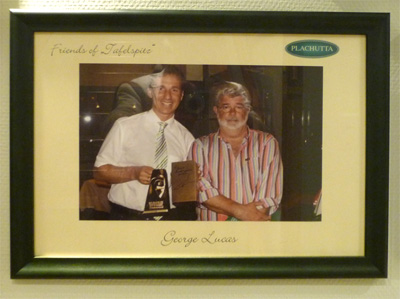 Friends of "Tafelspitz"
PLACHUTTA
George Lucas